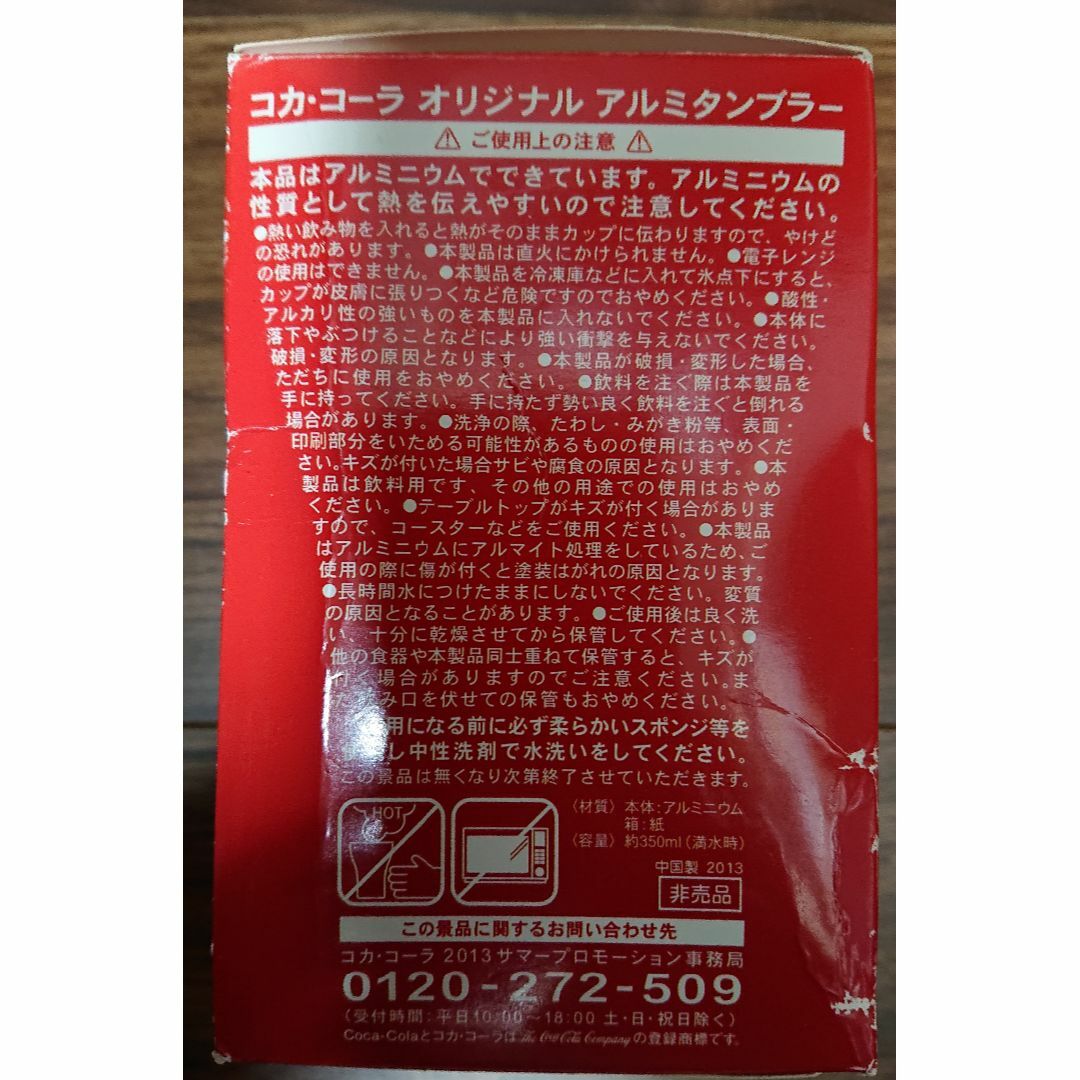 コカ･コーラ オリジナル アルミタンブラー
⚠ ご使用上の注意 ⚠
本品はアルミニウムでできています。アルミニウムの
性質として熱を伝えやすいので注意してください。
●熱い飲み物を入れると熱がそのままカップに伝わりますので、やけど
の恐れがあります。●本製品は直火にかけられません。●電子レンジ
の使用はできません。●本製品を冷凍庫などに入れて氷点下にすると、
カップが皮膚に張りつくなど危険ですのでおやめください。●酸性・
アルカリ性の強いものを本製品に入れないでください。●本体に
落下やぶつけることなどにより強い衝撃を与えないでください。
破損・変形の原因となります。●本製品が破損・変形した場合、
ただちに使用をおやめください。●飲料を注ぐ際は本製品を
手に持ってください。手に持たず勢い良く飲料を注ぐと倒れる
場合があります。●洗浄の際、たわし・みがき粉等、表面・
印刷部分をいためる可能性があるものの使用はおやめくだ
さい。キズが付いた場合サビや腐食の原因となります。●本
製品は飲料用です、その他の用途での使用はおやめ
ください。●テーブルトップがキズが付く場合がありま
すので、コースターなどをご使用ください。●本製品
はアルミニウムにアルマイト処理をしているため、ご
使用の際に傷が付くと塗装はがれの原因となります。
●長時間水につけたままにしないでください。変質
の原因となることがあります。●ご使用後は良く洗
い、十分に乾燥させてから保管してください。●
他の食器や本製品同士重ねて保管すると、キズが
付く場合がありますのでご注意ください。ま
た飲み口を伏せての保管もおやめください。
用になる前に必ず柔らかいスポンジ等を
し中性洗剤で水洗いをしてください。
この景品は無くなり次第終了させていただきます。
HOT
〈材質〉本体:アルミニウム
箱:紙
〈容量〉約350ml(満水時)
中国製 2013
非売品
この景品に関するお問い合わせ先
コカ･コーラ 2013サマープロモーション事務局
0120-272-509
(受付時間:平日10:00〜18:00 土・日・祝日除く)
Coca-Colaとコカ･コーラは The Coca-Cola Company の登録商標です。